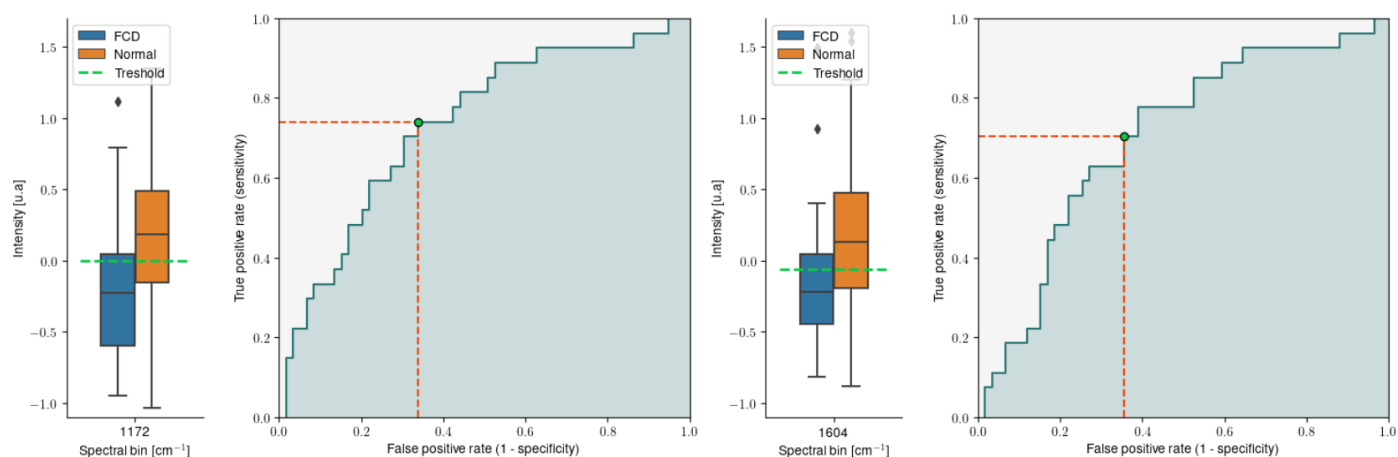 FCD
Normal
Treshold
1.5
1.0
0.5
0.0
−0.5
−1.0
Intensity [u.a]
1172
Spectral bin [cm⁻¹]
1.0
0.8
0.6
0.4
0.2
0.0
True positive rate (sensitivity)
0.0 0.2 0.4 0.6 0.8 1.0
False positive rate (1 - specificity)
FCD
Normal
Treshold
1.5
1.0
0.5
0.0
−0.5
−1.0
Intensity [u.a]
1604
Spectral bin [cm⁻¹]
1.0
0.8
0.6
0.4
0.2
0.0
True positive rate (sensitivity)
0.0 0.2 0.4 0.6 0.8 1.0
False positive rate (1 - specificity)